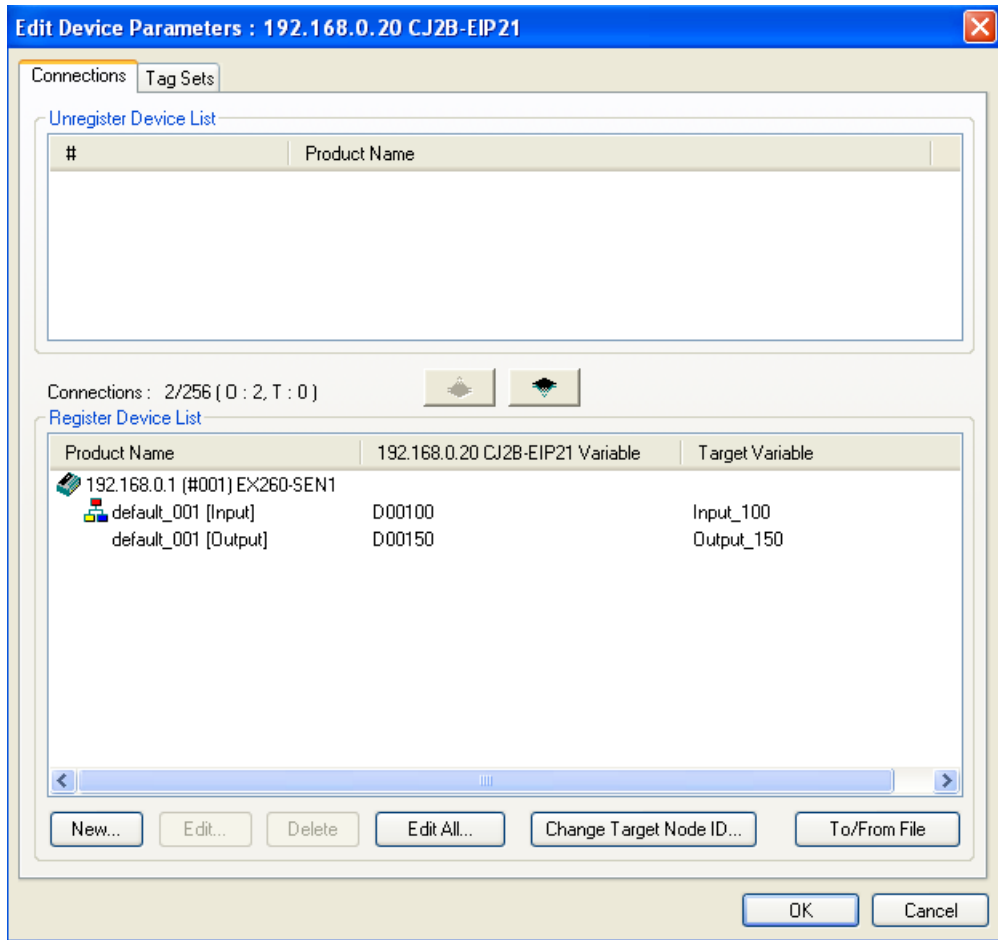 Edit Device Parameters : 192.168.0.20 CJ2B-EIP21
Connections Tag Sets
Unregister Device List
# Product Name
Connections : 2/256 ( O : 2, T : 0 )
Register Device List
Product Name 192.168.0.20 CJ2B-EIP21 Variable Target Variable
192.168.0.1 (#001) EX260-SEN1
default_001 [Input] D00100 Input_100
default_001 [Output] D00150 Output_150
New... Edit... Delete Edit All... Change Target Node ID... To/From File
OK Cancel